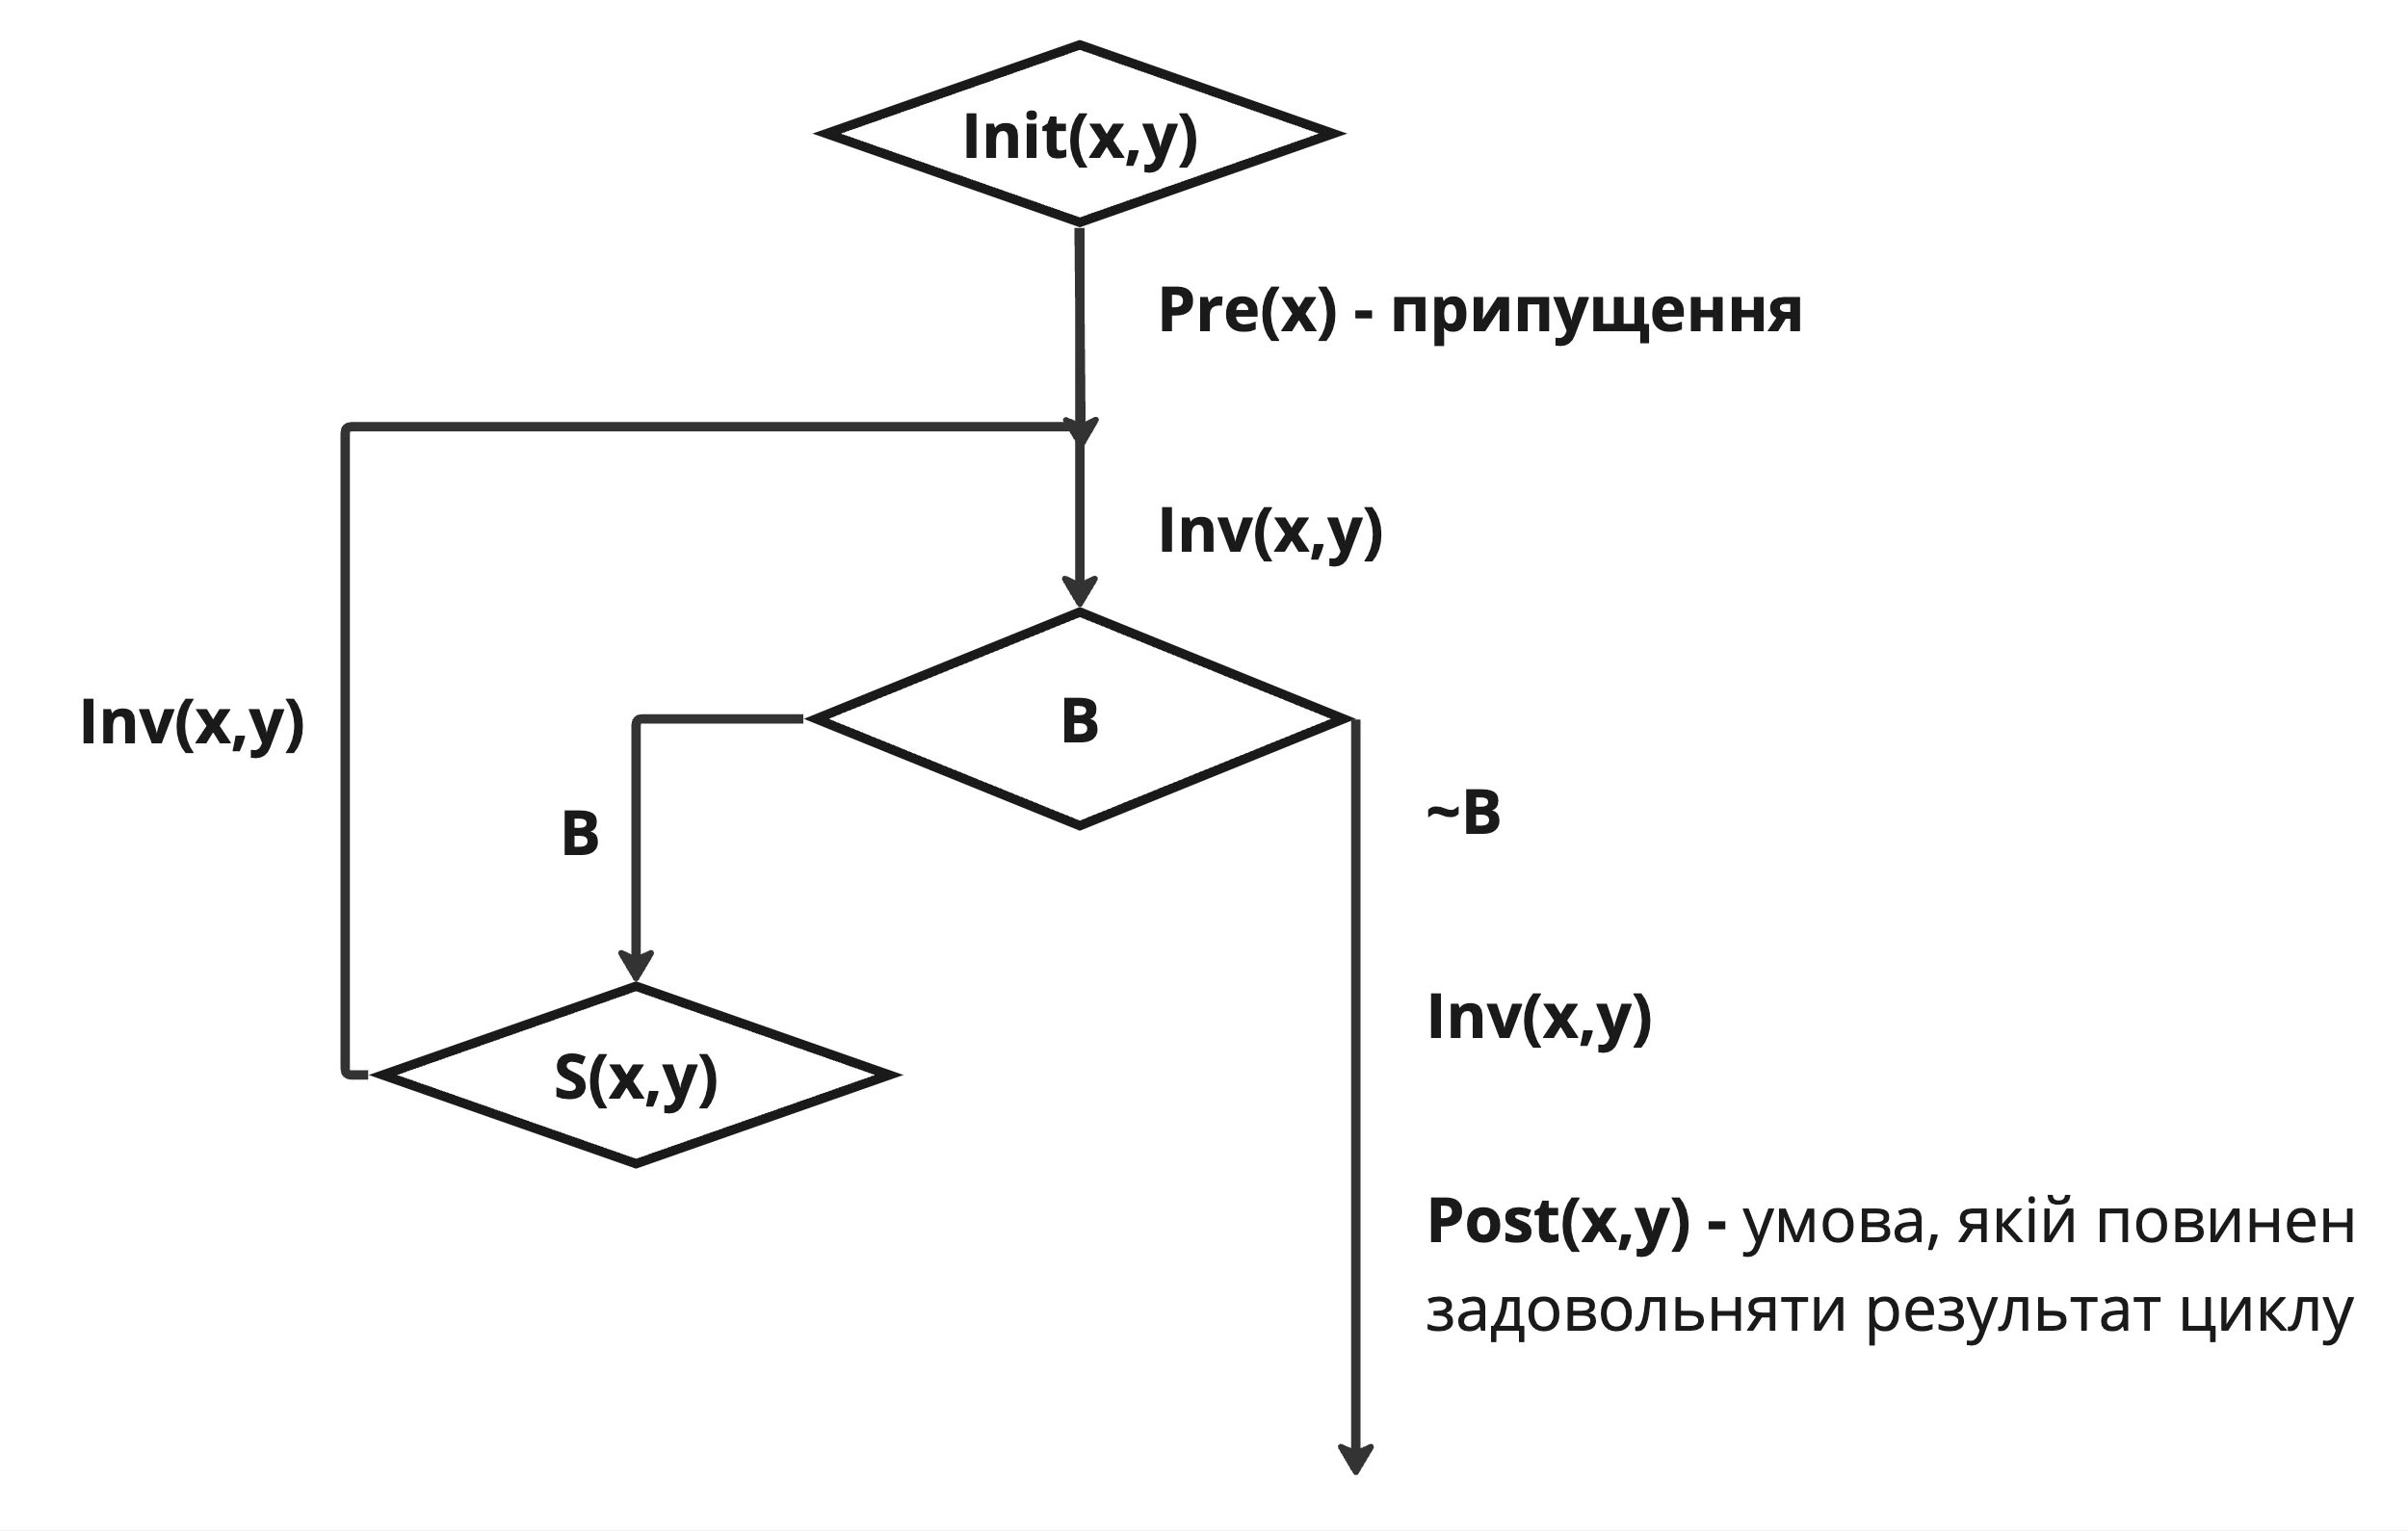 Init(x,y)
Pre(x) - припущення
Inv(x,y)
Inv(x,y)
B
B
~B
Inv(x,y)
S(x,y)
Post(x,y) - умова, якій повинен
задовольняти результат циклу